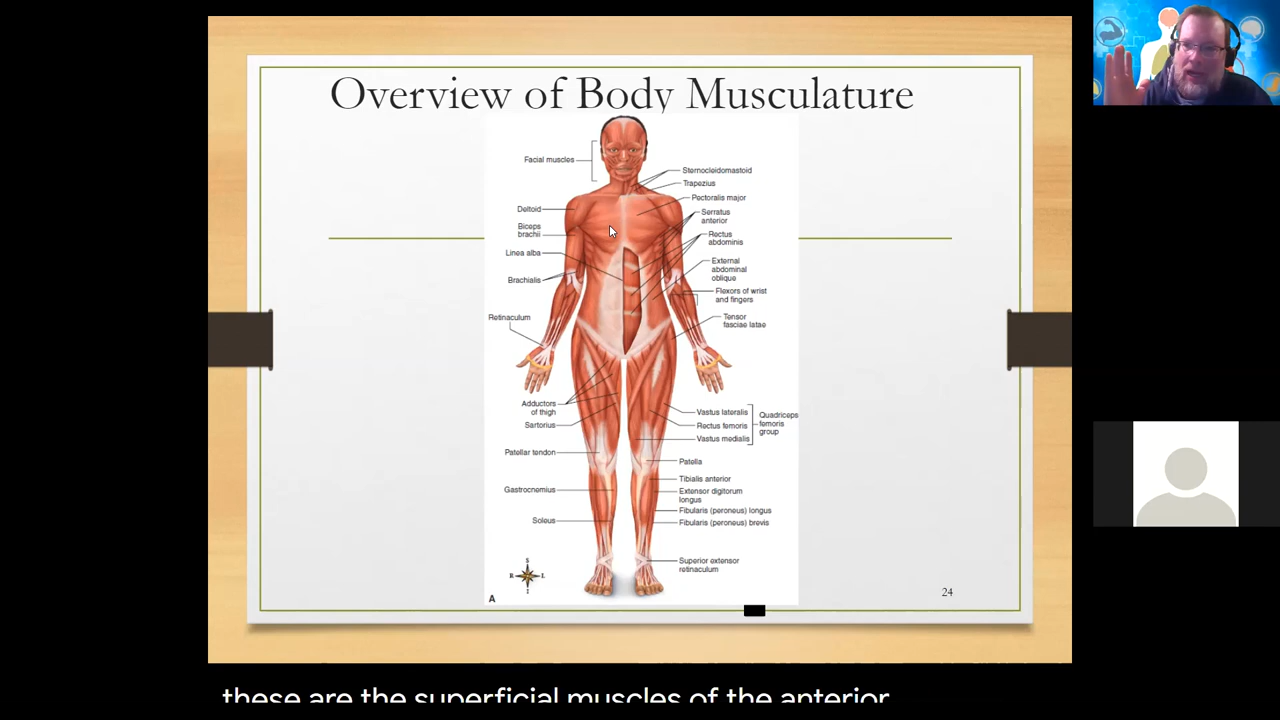 Overview of Body Musculature
Facial muscles
Deltoid
Biceps
brachii
Linea alba
Brachialis
Retinaculum
Adductors
of thigh
Sartorius
Patellar tendon
Gastrocnemius
Soleus
Sternocleidomastoid
Trapezius
Pectoralis major
Serratus
anterior
Rectus
abdominis
External
abdominal
oblique
Flexors of wrist
and fingers
Tensor
fasciae latae
Vastus lateralis
Rectus femoris
Vastus medialis
Quadriceps
femoris
group
Patella
Tibialis anterior
Extensor digitorum
longus
Fibularis (peroneus) longus
Fibularis (peroneus) brevis
Superior extensor
retinaculum
S
R L
I
A
24
these are the superficial muscles of the anterior